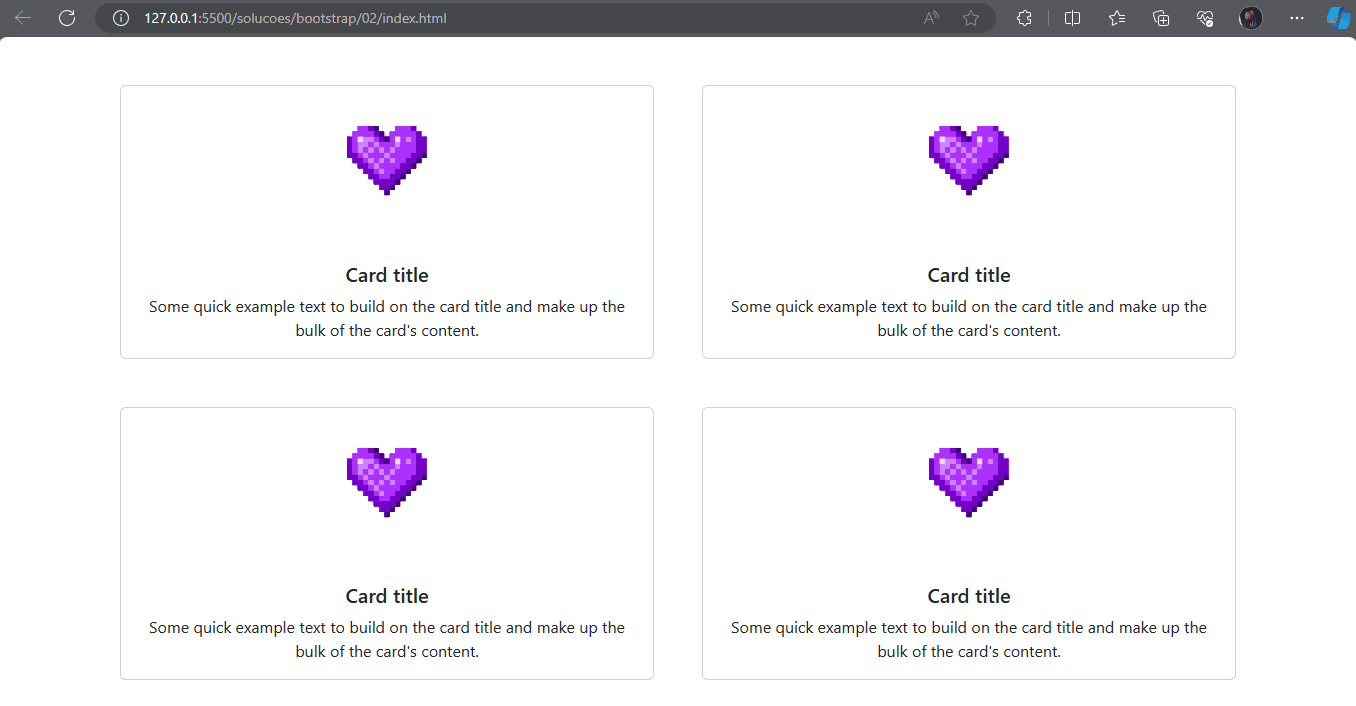 127.0.0.1:5500/solucoes/bootstrap/02/index.html
Card title
Some quick example text to build on the card title and make up the
bulk of the card's content.
Card title
Some quick example text to build on the card title and make up the
bulk of the card's content.
Card title
Some quick example text to build on the card title and make up the
bulk of the card's content.
Card title
Some quick example text to build on the card title and make up the
bulk of the card's content.